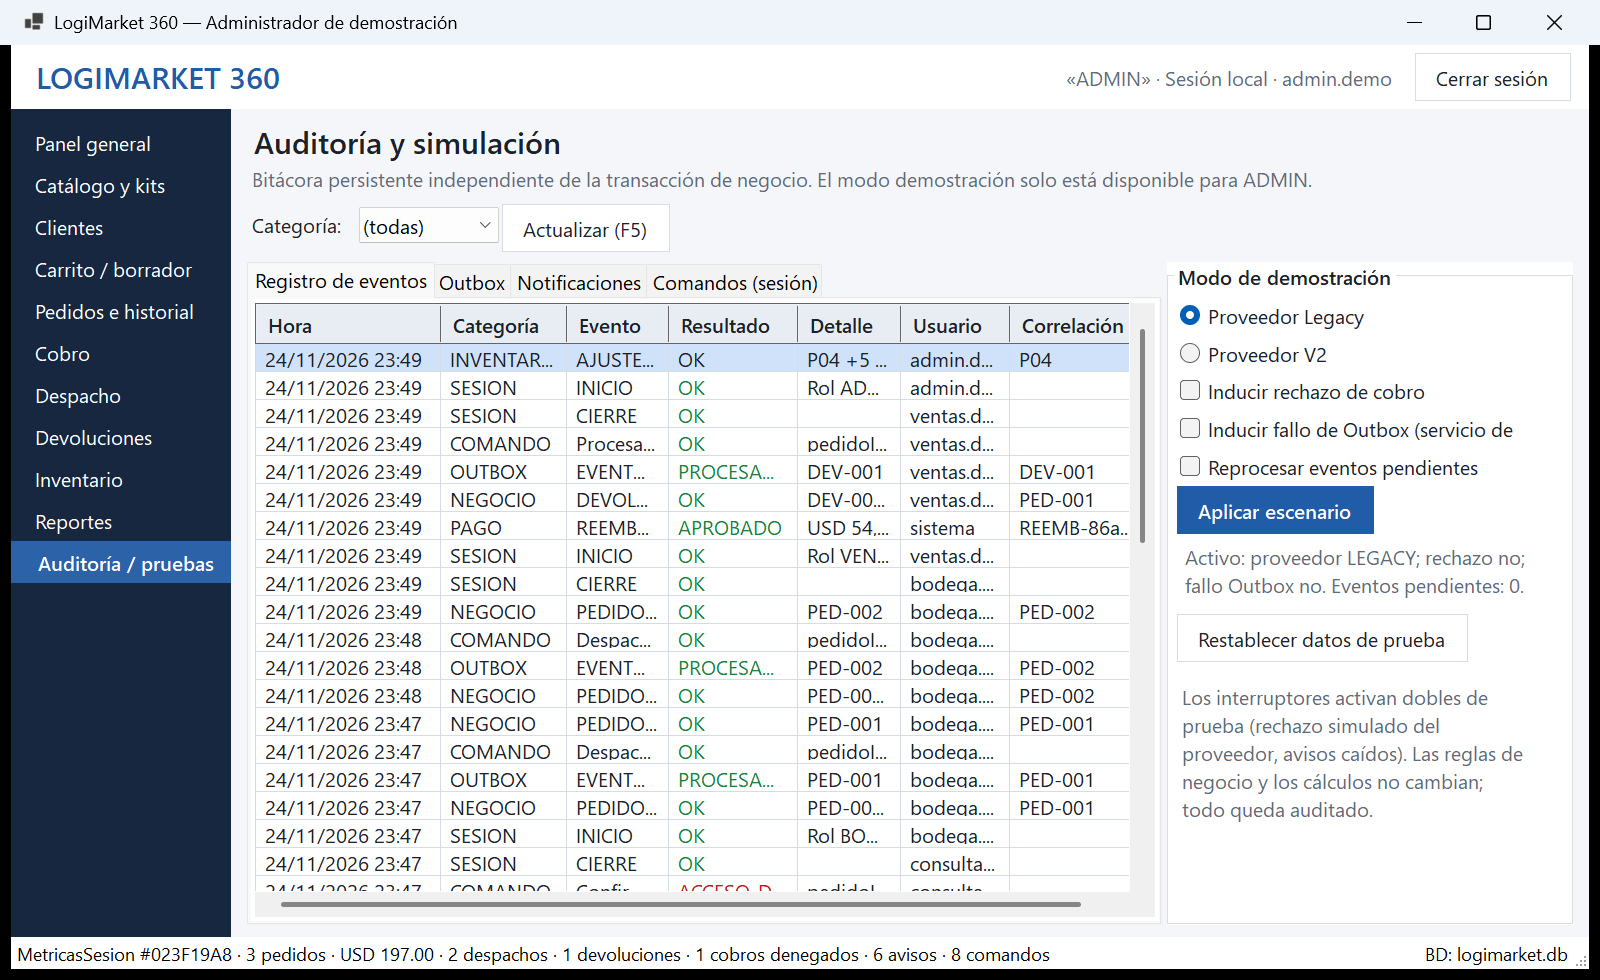 LogiMarket 360 — Administrador de demostración
LOGIMARKET 360
«ADMIN» · Sesión local · admin.demo
Cerrar sesión
Panel general
Catálogo y kits
Clientes
Carrito / borrador
Pedidos e historial
Cobro
Despacho
Devoluciones
Inventario
Reportes
Auditoría / pruebas
Auditoría y simulación
Bitácora persistente independiente de la transacción de negocio. El modo demostración solo está disponible para ADMIN.
Categoría: (todas) Actualizar (F5)
Registro de eventos Outbox Notificaciones Comandos (sesión)
Hora Categoría Evento Resultado Detalle Usuario Correlación
24/11/2026 23:49 INVENTAR... AJUSTE... OK P04 +5 ... admin.d... P04
24/11/2026 23:49 SESION INICIO OK Rol AD... admin.d...
24/11/2026 23:49 SESION CIERRE OK ventas.d...
24/11/2026 23:49 COMANDO Procesa... OK pedidoI... ventas.d...
24/11/2026 23:49 OUTBOX EVENT... PROCESA... DEV-001 ventas.d... DEV-001
24/11/2026 23:49 NEGOCIO DEVOL... OK DEV-00... ventas.d... PED-001
24/11/2026 23:49 PAGO REEMB... APROBADO USD 54,... sistema REEMB-86a...
24/11/2026 23:49 SESION INICIO OK Rol VEN... ventas.d...
24/11/2026 23:49 SESION CIERRE OK bodega....
24/11/2026 23:49 NEGOCIO PEDIDO... OK PED-002 bodega.... PED-002
24/11/2026 23:48 COMANDO Despac... OK pedidoI... bodega....
24/11/2026 23:48 OUTBOX EVENT... PROCESA... PED-002 bodega.... PED-002
24/11/2026 23:48 NEGOCIO PEDIDO... OK PED-00... bodega.... PED-002
24/11/2026 23:47 NEGOCIO PEDIDO... OK PED-001 bodega.... PED-001
24/11/2026 23:47 COMANDO Despac... OK pedidoI... bodega....
24/11/2026 23:47 OUTBOX EVENT... PROCESA... PED-001 bodega.... PED-001
24/11/2026 23:47 NEGOCIO PEDIDO... OK PED-00... bodega.... PED-001
24/11/2026 23:47 SESION INICIO OK Rol BO... bodega....
24/11/2026 23:47 SESION CIERRE OK consulta...
24/11/2026 23:47 COMANDO Confir... pedidoI... consulta...
Modo de demostración
Proveedor Legacy
Proveedor V2
Inducir rechazo de cobro
Inducir fallo de Outbox (servicio de
Reprocesar eventos pendientes
Aplicar escenario
Activo: proveedor LEGACY; rechazo no;
fallo Outbox no. Eventos pendientes: 0.
Restablecer datos de prueba
Los interruptores activan dobles de
prueba (rechazo simulado del
proveedor, avisos caídos). Las reglas de
negocio y los cálculos no cambian;
todo queda auditado.
MetricasSesion #023F19A8 · 3 pedidos · USD 197.00 · 2 despachos · 1 devoluciones · 1 cobros denegados · 6 avisos · 8 comandos
BD: logimarket.db